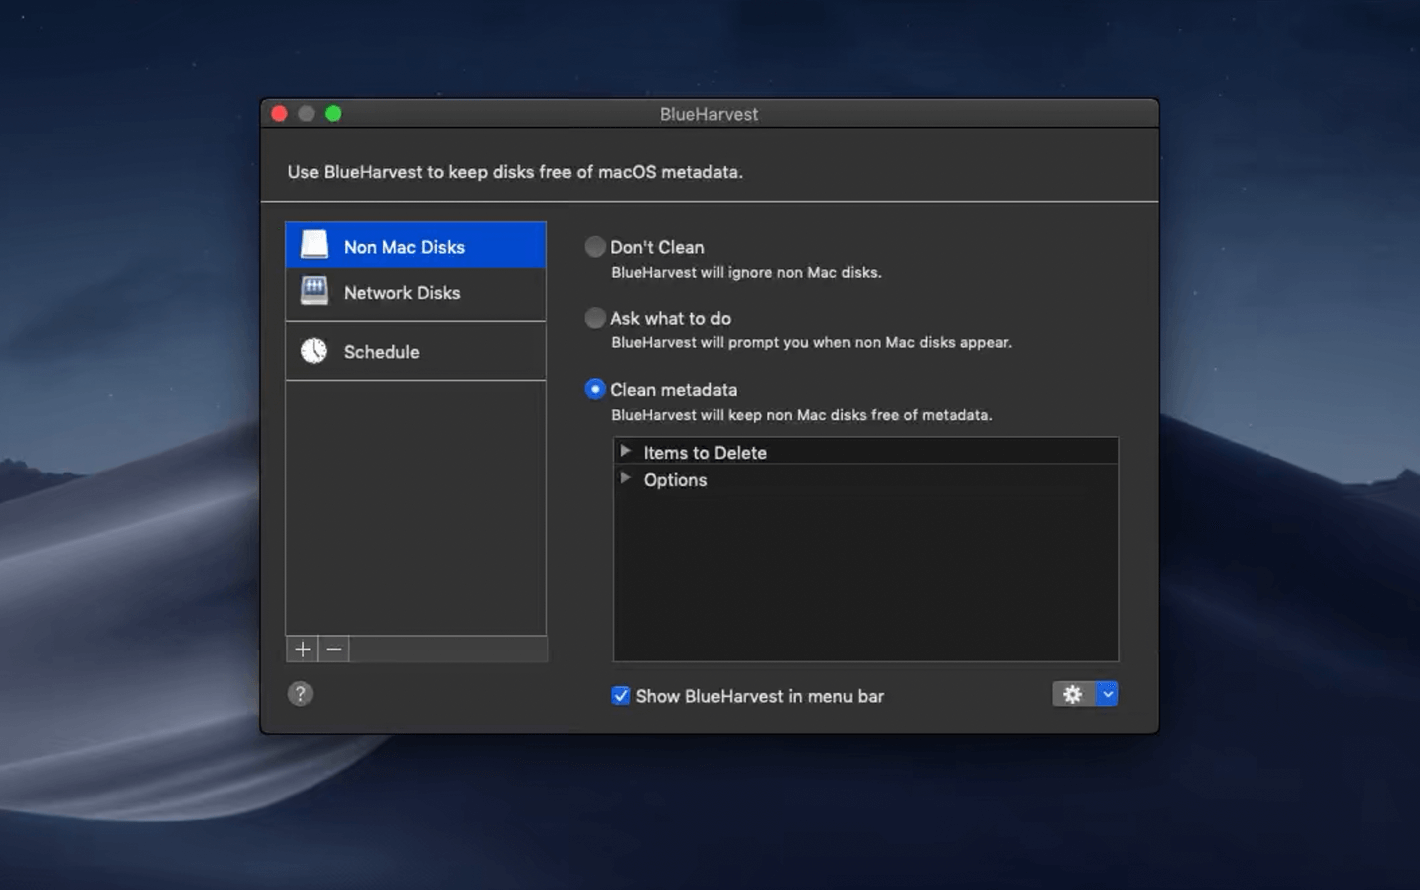 BlueHarvest
Use BlueHarvest to keep disks free of macOS metadata.
Non Mac Disks
Network Disks
Schedule
Don't Clean
BlueHarvest will ignore non Mac disks.
Ask what to do
BlueHarvest will prompt you when non Mac disks appear.
Clean metadata
BlueHarvest will keep non Mac disks free of metadata.
Items to Delete
Options
+ −
?
Show BlueHarvest in menu bar